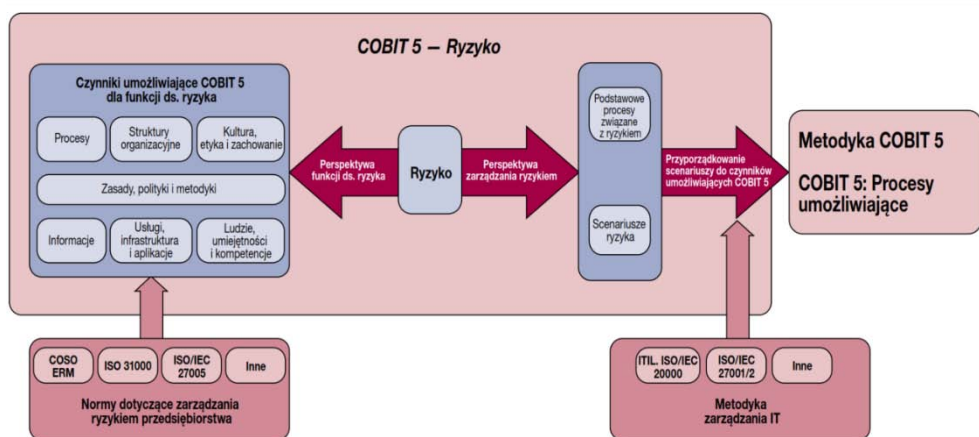 COBIT 5 – Ryzyko
Czynniki umożliwiające COBIT 5
dla funkcji ds. ryzyka
Procesy
Struktury
organizacyjne
Kultura,
etyka i zachowanie
Zasady, polityki i metodyki
Informacje
Usługi,
infrastruktura
i aplikacje
Ludzie,
umiejętności
i kompetencje
Perspektywa
funkcji ds. ryzyka
Ryzyko
Perspektywa
zarządzania ryzykiem
Podstawowe
procesy
związane
z ryzykiem
Scenariusze
ryzyka
Przyporządkowanie
scenariuszy do czynników
umożliwiających COBIT 5
Metodyka COBIT 5
COBIT 5: Procesy
umożliwiające
COSO
ERM
ISO 31000
ISO/IEC
27005
Inne
Normy dotyczące zarządzania
ryzykiem przedsiębiorstwa
ITIL. ISO/IEC
20000
ISO/IEC
27001/2
Inne
Metodyka
zarządzania IT